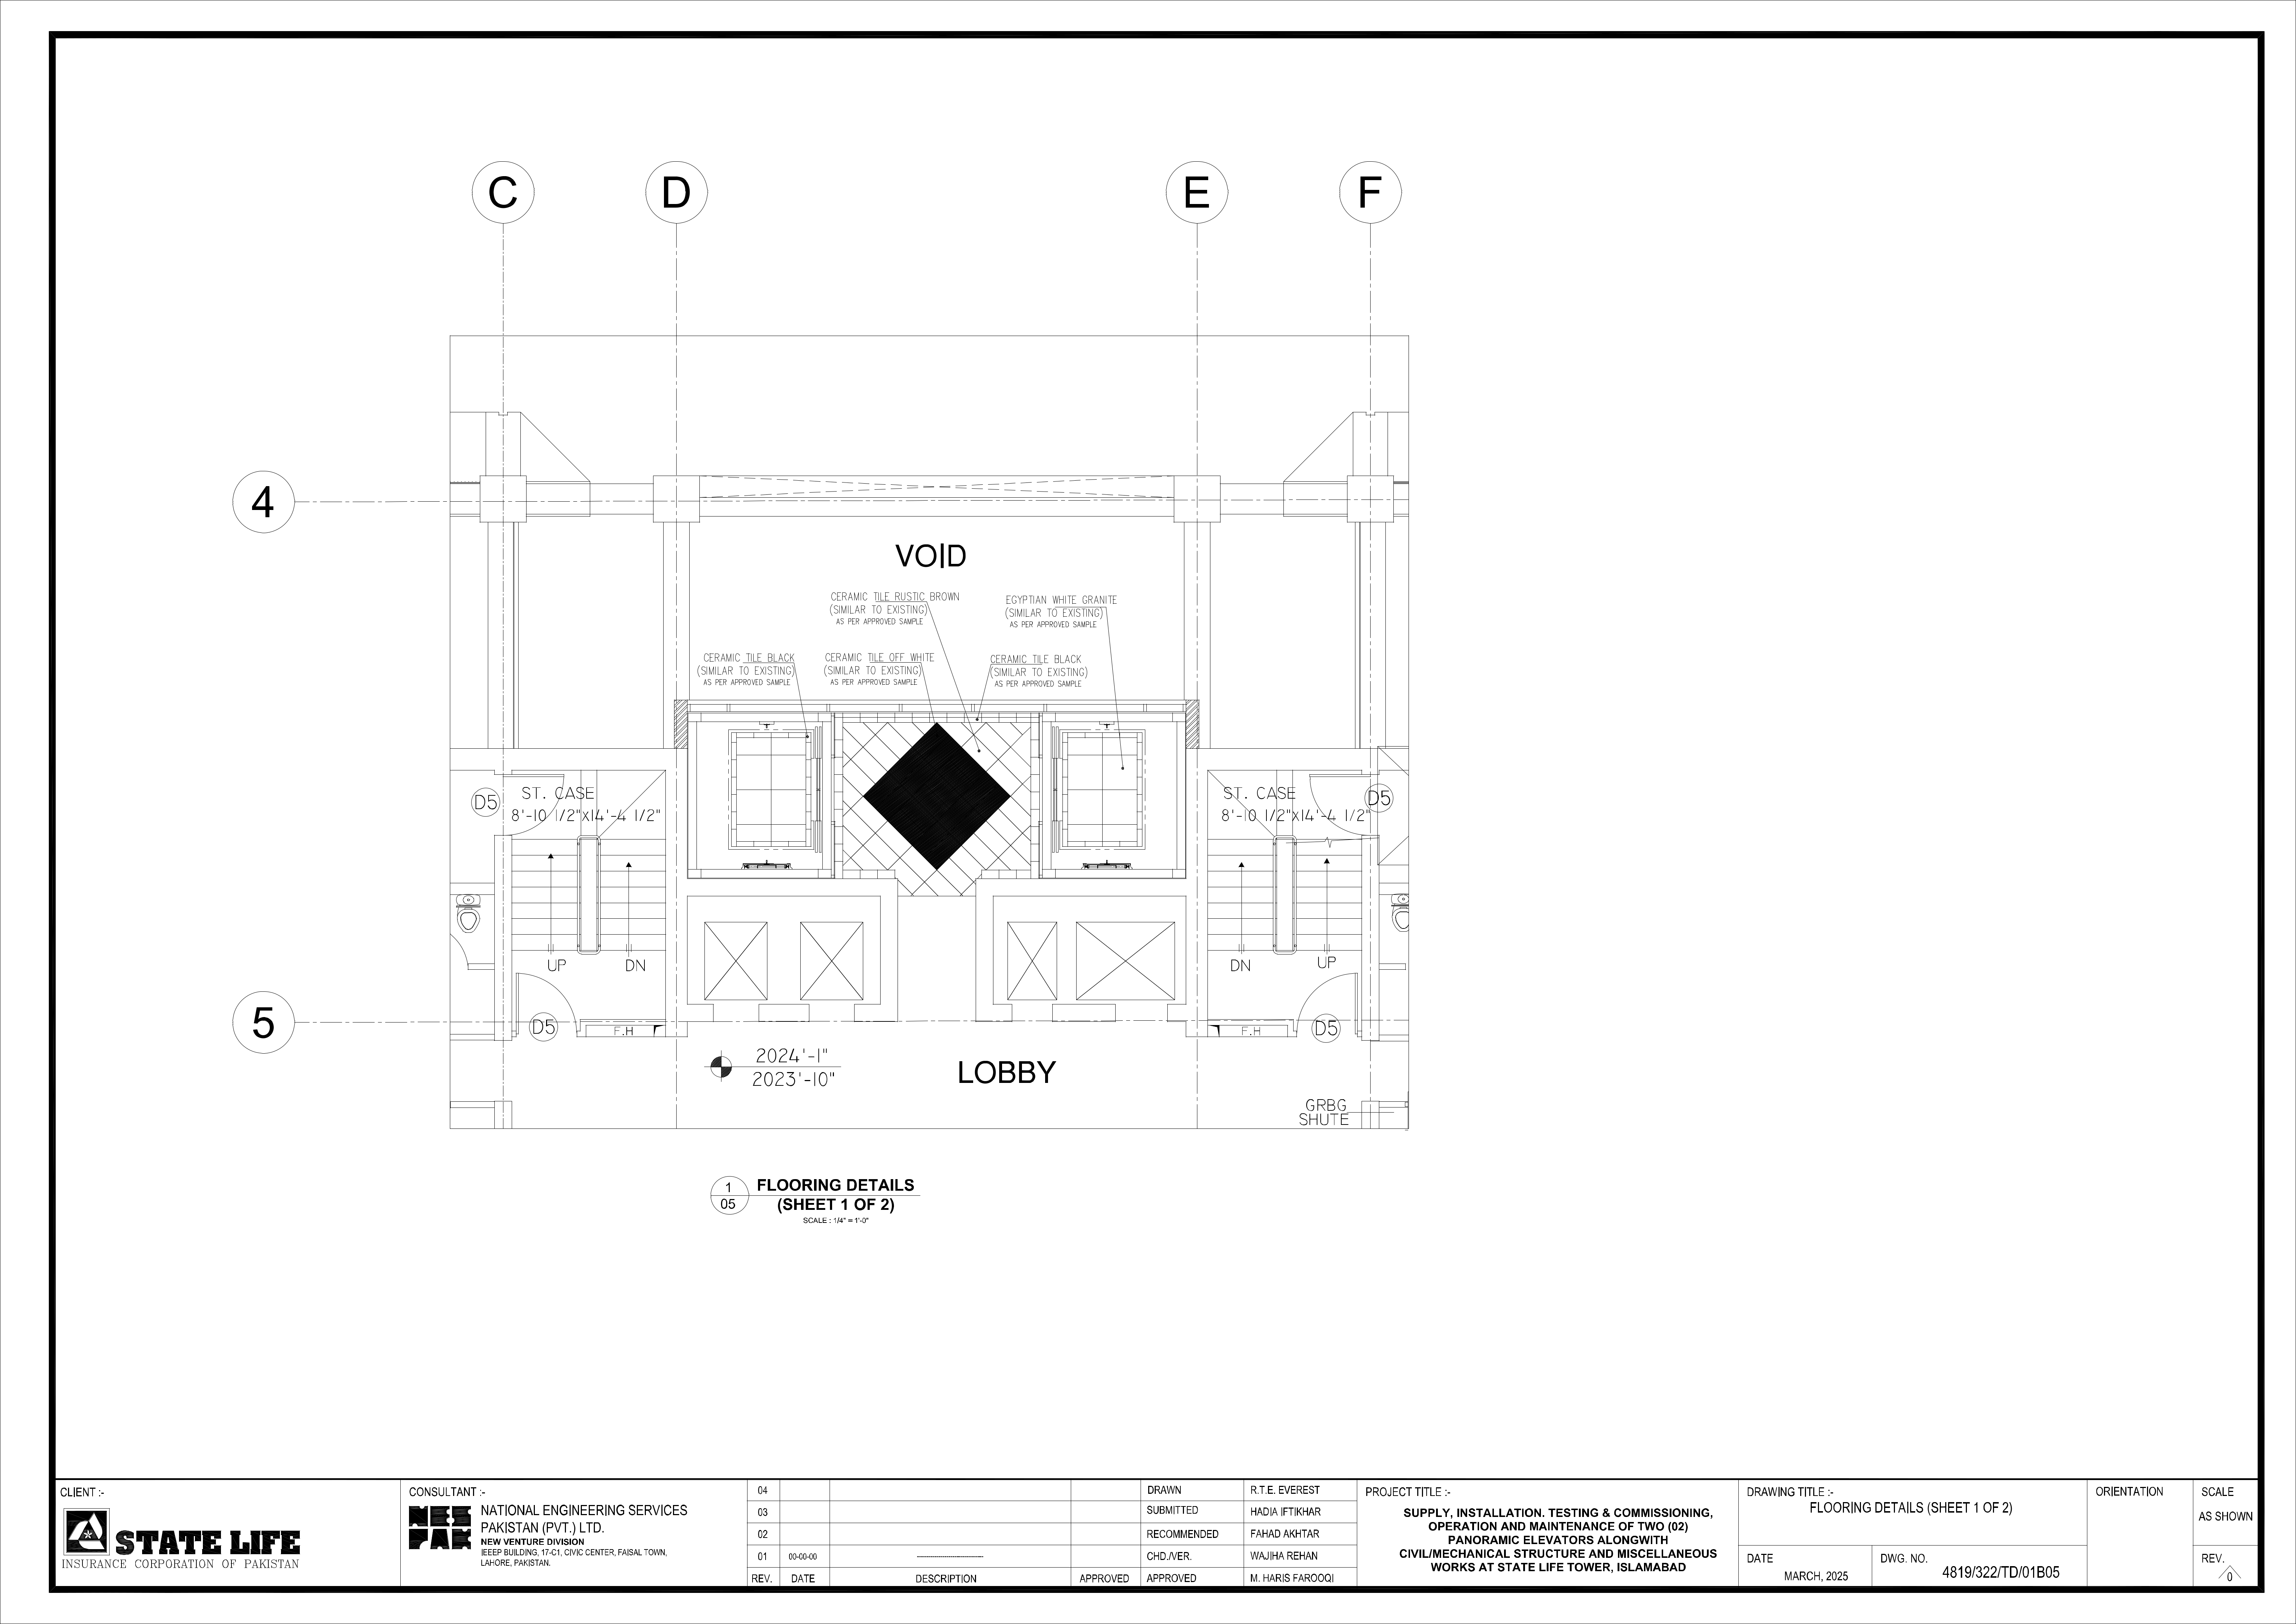 C
D
E
F
4
VOID
CERAMIC TILE RUSTIC BROWN
(SIMILAR TO EXISTING)
AS PER APPROVED SAMPLE
EGYPTIAN WHITE GRANITE
(SIMILAR TO EXISTING)
AS PER APPROVED SAMPLE
CERAMIC TILE BLACK
(SIMILAR TO EXISTING)
AS PER APPROVED SAMPLE
CERAMIC TILE OFF WHITE
(SIMILAR TO EXISTING)
AS PER APPROVED SAMPLE
CERAMIC TILE BLACK
(SIMILAR TO EXISTING)
AS PER APPROVED SAMPLE
D5
ST. CASE
8'-10 1/2"X14'-4 1/2"
ST. CASE
8'-10 1/2"X14'-4 1/2"
D5
UP
DN
DN
UP
5
D5
F.H
F.H
D5
2024'-1"
2023'-10"
LOBBY
GRBG
SHUTE
1
05
FLOORING DETAILS
(SHEET 1 OF 2)
SCALE : 1/4" = 1'-0"
CLIENT :-
STATE LIFE
INSURANCE CORPORATION OF PAKISTAN
CONSULTANT :-
NES
PAK
NATIONAL ENGINEERING SERVICES
PAKISTAN (PVT.) LTD.
NEW VENTURE DIVISION
IEEEP BUILDING, 17-C1, CIVIC CENTER, FAISAL TOWN,
LAHORE, PAKISTAN.
04
03
02
01 00-00-00 ------------------------------
REV. DATE DESCRIPTION APPROVED
DRAWN R.T.E. EVEREST
SUBMITTED HADIA IFTIKHAR
RECOMMENDED FAHAD AKHTAR
CHD./VER. WAJIHA REHAN
APPROVED M. HARIS FAROOQI
PROJECT TITLE :-
SUPPLY, INSTALLATION. TESTING & COMMISSIONING,
OPERATION AND MAINTENANCE OF TWO (02)
PANORAMIC ELEVATORS ALONGWITH
CIVIL/MECHANICAL STRUCTURE AND MISCELLANEOUS
WORKS AT STATE LIFE TOWER, ISLAMABAD
DRAWING TITLE :-
FLOORING DETAILS (SHEET 1 OF 2)
DATE
MARCH, 2025
DWG. NO.
4819/322/TD/01B05
ORIENTATION
SCALE
AS SHOWN
REV.
0